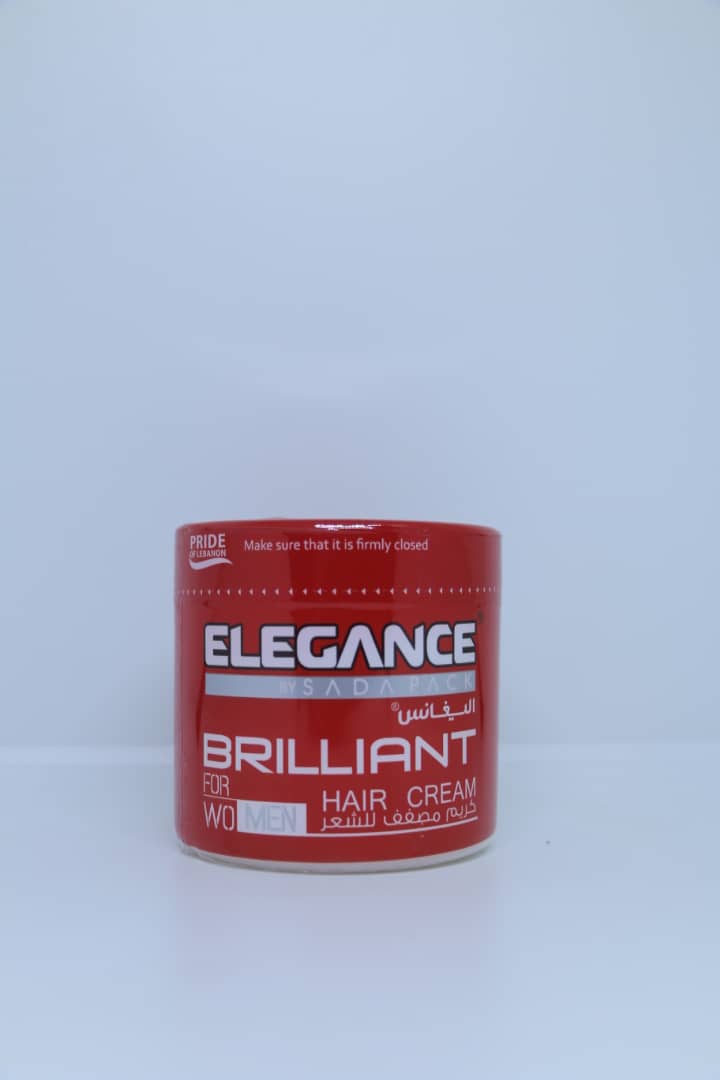 PRIDE
OF LEBANON
Make sure that it is firmly closed
ELEGANCE
BY SADA PACK
اليغانس®
BRILLIANT
FOR
WOMEN
HAIR CREAM
كريم مصفف للشعر